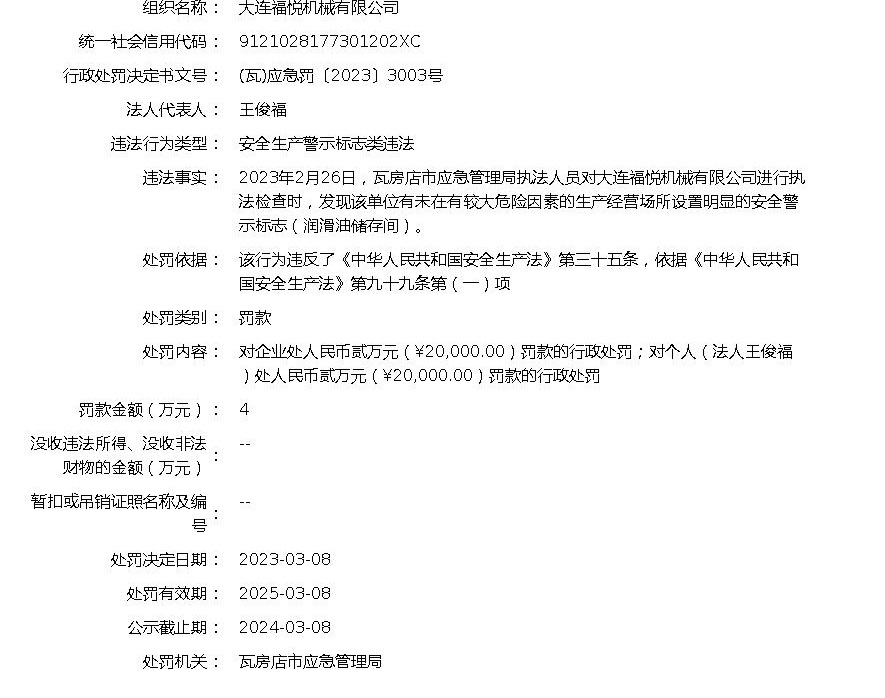 组织名称： 大连福悦机械有限公司
统一社会信用代码： 9121028177301202XC
行政处罚决定书文号： (瓦)应急罚〔2023〕3003号
法人代表人： 王俊福
违法行为类型： 安全生产警示标志类违法
违法事实： 2023年2月26日，瓦房店市应急管理局执法人员对大连福悦机械有限公司进行执
法检查时，发现该单位有未在有较大危险因素的生产经营场所设置明显的安全警
示标志（润滑油储存间）。
处罚依据： 该行为违反了《中华人民共和国安全生产法》第三十五条，依据《中华人民共和
国安全生产法》第九十九条第（一）项
处罚类别： 罚款
处罚内容： 对企业处人民币贰万元（¥20,000.00）罚款的行政处罚；对个人（法人王俊福
）处人民币贰万元（¥20,000.00）罚款的行政处罚
罚款金额（万元）： 4
没收违法所得、没收非法
财物的金额（万元）： --
暂扣或吊销证照名称及编
号： --
处罚决定日期： 2023-03-08
处罚有效期： 2025-03-08
公示截止期： 2024-03-08
处罚机关： 瓦房店市应急管理局